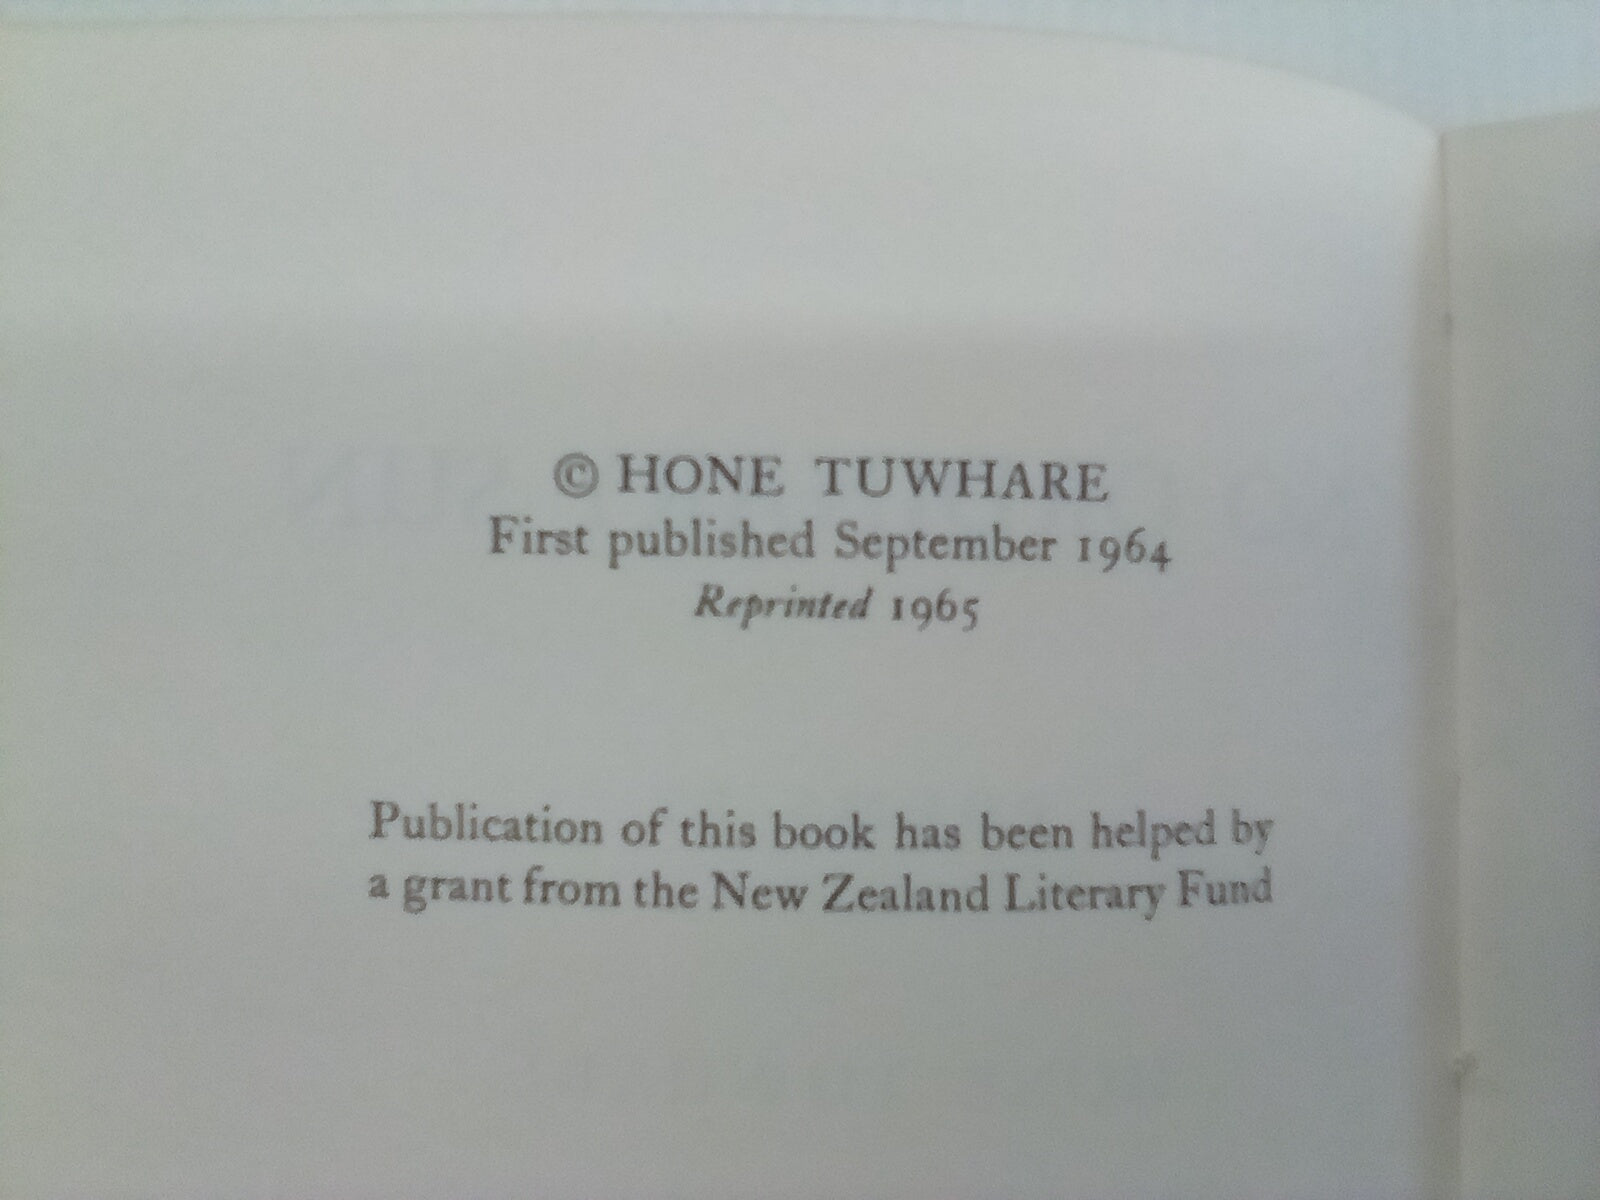 © HONE TUWHARE
First published September 1964
Reprinted 1965
Publication of this book has been helped by
a grant from the New Zealand Literary Fund